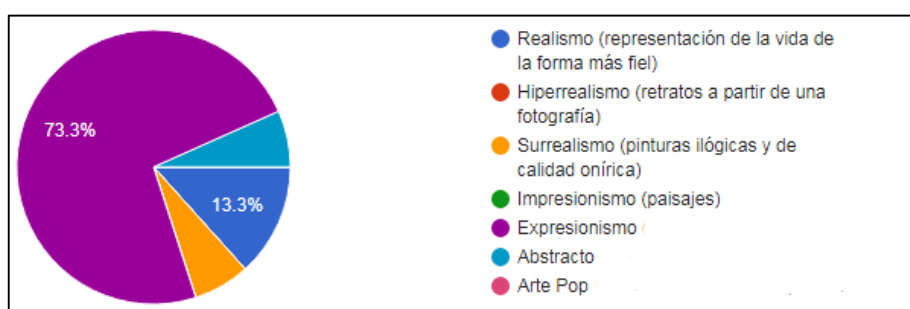 73.3%
13.3%
Realismo (representación de la vida de
la forma más fiel)
Hiperrealismo (retratos a partir de una
fotografía)
Surrealismo (pinturas ilógicas y de
calidad onírica)
Impresionismo (paisajes)
Expresionismo
Abstracto
Arte Pop